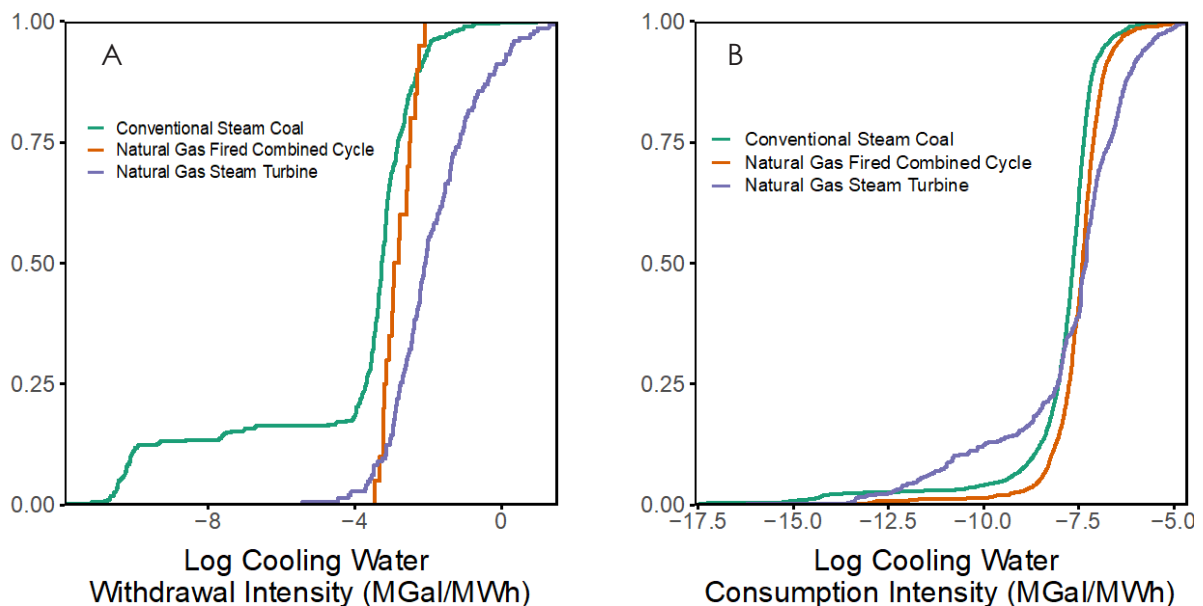 A
1.00
0.75
0.50
0.25
0.00
Conventional Steam Coal
Natural Gas Fired Combined Cycle
Natural Gas Steam Turbine
−8
−4
0
Log Cooling Water
Withdrawal Intensity (MGal/MWh)
B
1.00
0.75
0.50
0.25
0.00
Conventional Steam Coal
Natural Gas Fired Combined Cycle
Natural Gas Steam Turbine
−17.5
−15.0
−12.5
−10.0
−7.5
−5.0
Log Cooling Water
Consumption Intensity (MGal/MWh)